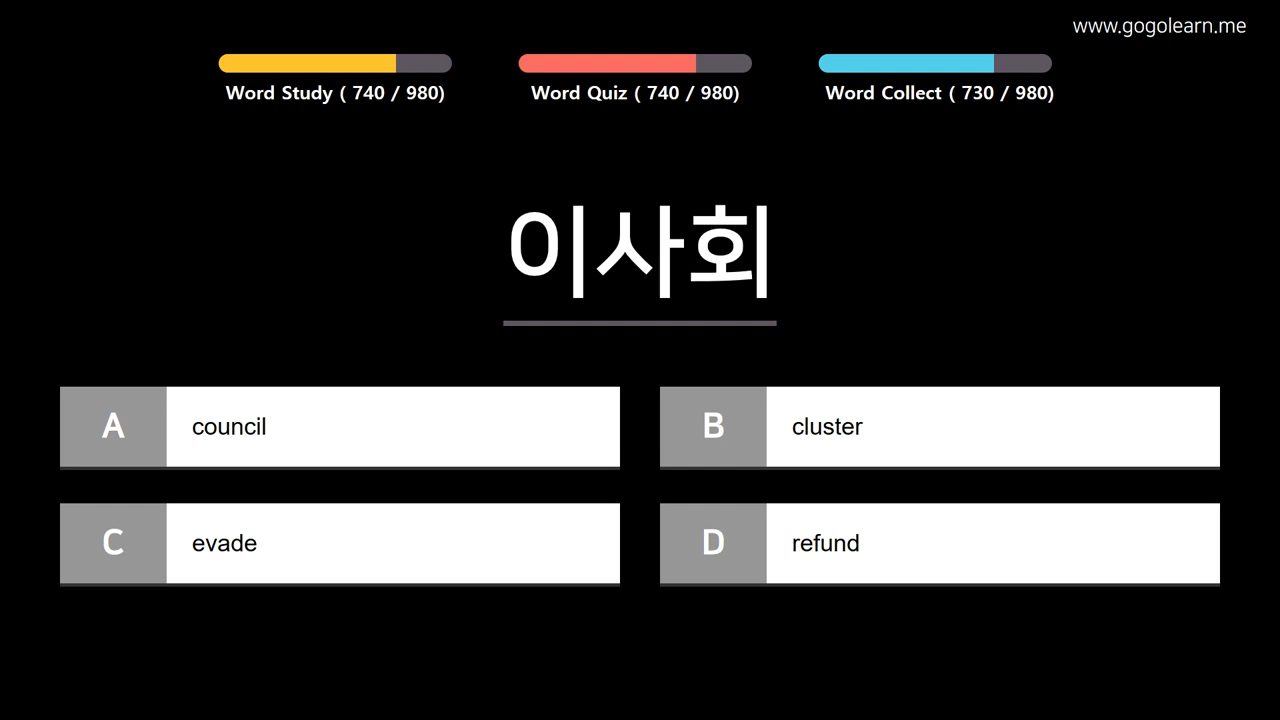 www.gogolearn.me
Word Study ( 740 / 980)
Word Quiz ( 740 / 980)
Word Collect ( 730 / 980)
이사회
A council
B cluster
C evade
D refund